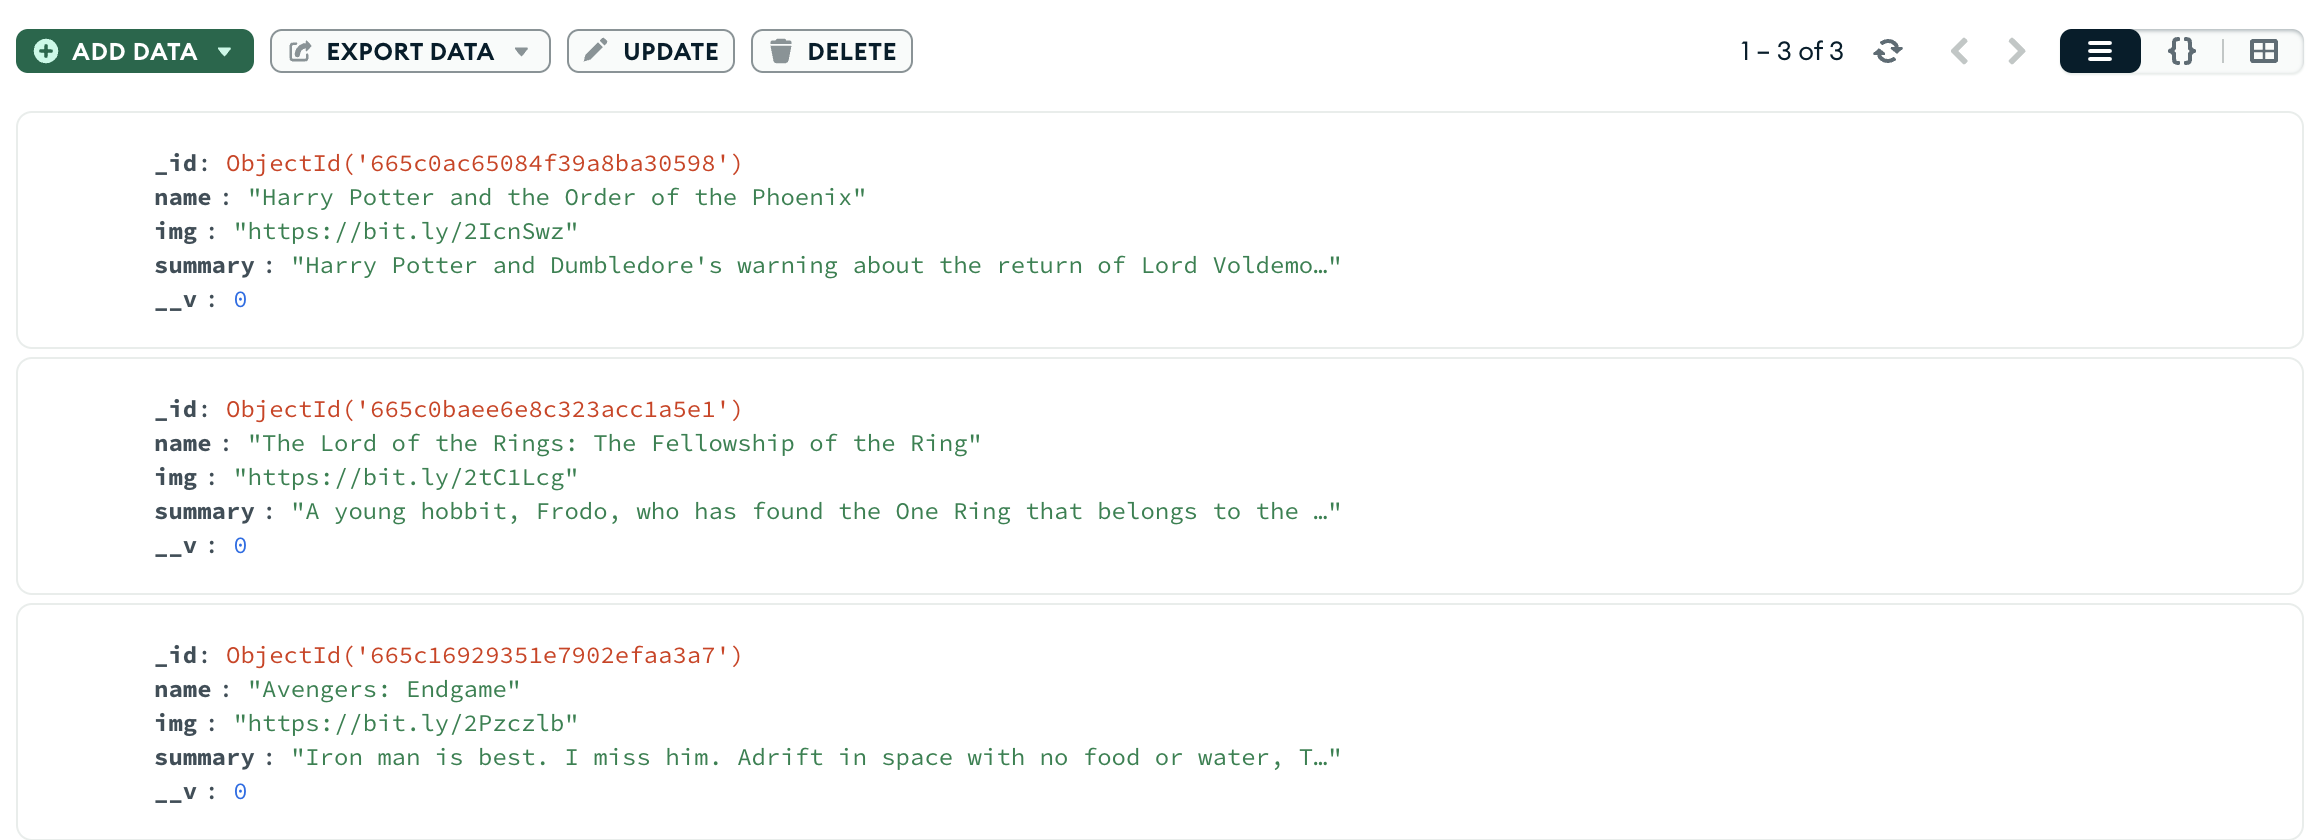 ADD DATA EXPORT DATA UPDATE DELETE 1 – 3 of 3 {}
_id: ObjectId('665c0ac65084f39a8ba30598')
name : "Harry Potter and the Order of the Phoenix"
img : "https://bit.ly/2IcnSwz"
summary : "Harry Potter and Dumbledore's warning about the return of Lord Voldemo…"
__v : 0
_id: ObjectId('665c0baee6e8c323acc1a5e1')
name : "The Lord of the Rings: The Fellowship of the Ring"
img : "https://bit.ly/2tC1Lcg"
summary : "A young hobbit, Frodo, who has found the One Ring that belongs to the …"
__v : 0
_id: ObjectId('665c16929351e7902efaa3a7')
name : "Avengers: Endgame"
img : "https://bit.ly/2Pzczlb"
summary : "Iron man is best. I miss him. Adrift in space with no food or water, T…"
__v : 0